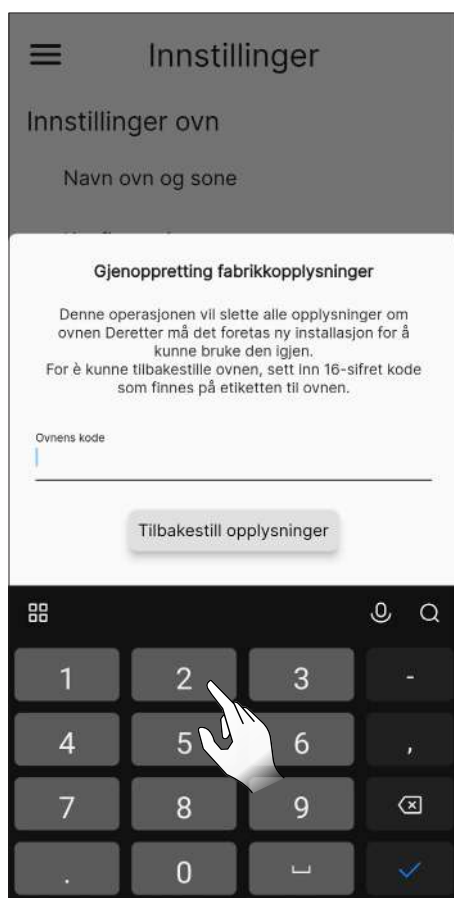 Innstillinger
Innstillinger ovn
Navn ovn og sone
Gjenoppretting fabrikkopplysninger
Denne operasjonen vil slette alle opplysninger om
ovnen Deretter må det foretas ny installasjon for å
kunne bruke den igjen.
For è kunne tilbakestille ovnen, sett inn 16-sifret kode
som finnes på etiketten til ovnen.
Ovnens kode
Tilbakestill opplysninger
1 2 3 -
4 5 6 ,
7 8 9
. 0